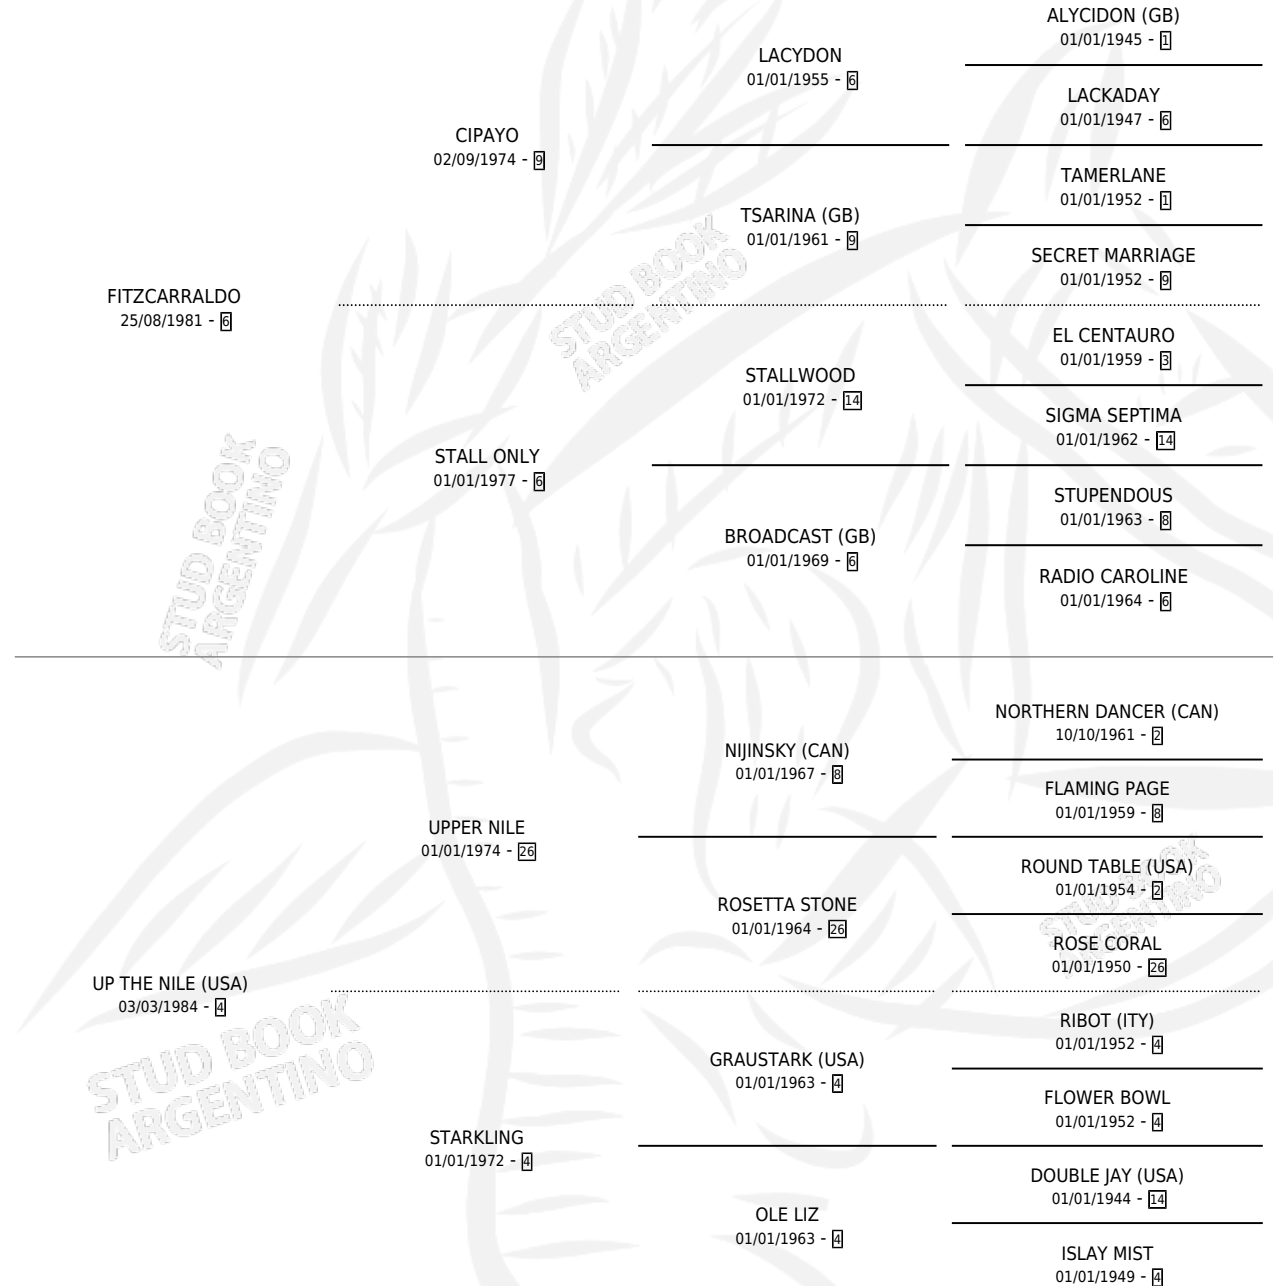 ALYCIDON (GB)
01/01/1945 - 1
LACYDON
01/01/1955 - 6
LACKADAY
01/01/1947 - 6
CIPAYO
02/09/1974 - 9
TAMERLANE
01/01/1952 - 1
TSARINA (GB)
01/01/1961 - 9
SECRET MARRIAGE
01/01/1952 - 9
STUD BOOK
ARGENTINO
FITZCARRALDO
25/08/1981 - 6
EL CENTAURO
01/01/1959 - 3
STALLWOOD
01/01/1972 - 14
SIGMA SEPTIMA
01/01/1962 - 14
STALL ONLY
01/01/1977 - 6
STUD BOOK
ARGENTINO
STUPENDOUS
01/01/1963 - 8
BROADCAST (GB)
01/01/1969 - 6
RADIO CAROLINE
01/01/1964 - 6
NORTHERN DANCER (CAN)
10/10/1961 - 2
NIJINSKY (CAN)
01/01/1967 - 8
FLAMING PAGE
01/01/1959 - 8
UPPER NILE
01/01/1974 - 26
ROUND TABLE (USA)
01/01/1954 - 2
STUD BOOK
ARGENTINO
ROSETTA STONE
01/01/1964 - 26
ROSE CORAL
01/01/1950 - 26
UP THE NILE (USA)
03/03/1984 - 4
RIBOT (ITY)
01/01/1952 - 4
STUD BOOK
ARGENTINO
GRAUSTARK (USA)
01/01/1963 - 4
FLOWER BOWL
01/01/1952 - 4
STARKLING
01/01/1972 - 4
DOUBLE JAY (USA)
01/01/1944 - 14
OLE LIZ
01/01/1963 - 4
ISLAY MIST
01/01/1949 - 4